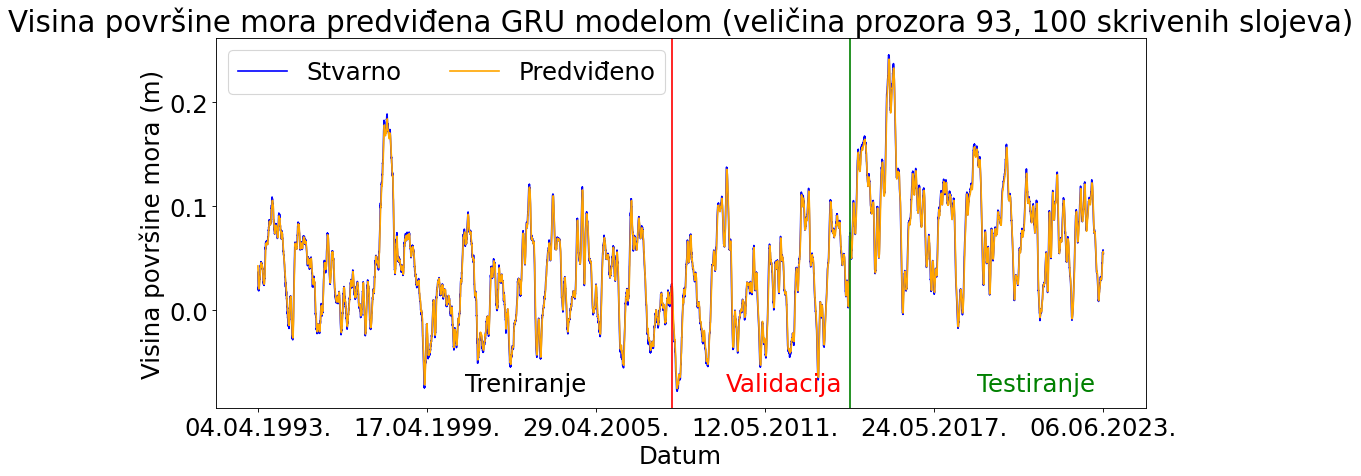 Visina površine mora predviđena GRU modelom (veličina prozora 93, 100 skrivenih slojeva)
Stvarno
Predviđeno
Visina površine mora (m)
0.2
0.1
0.0
Treniranje
Validacija
Testiranje
04.04.1993.
17.04.1999.
29.04.2005.
12.05.2011.
24.05.2017.
06.06.2023.
Datum